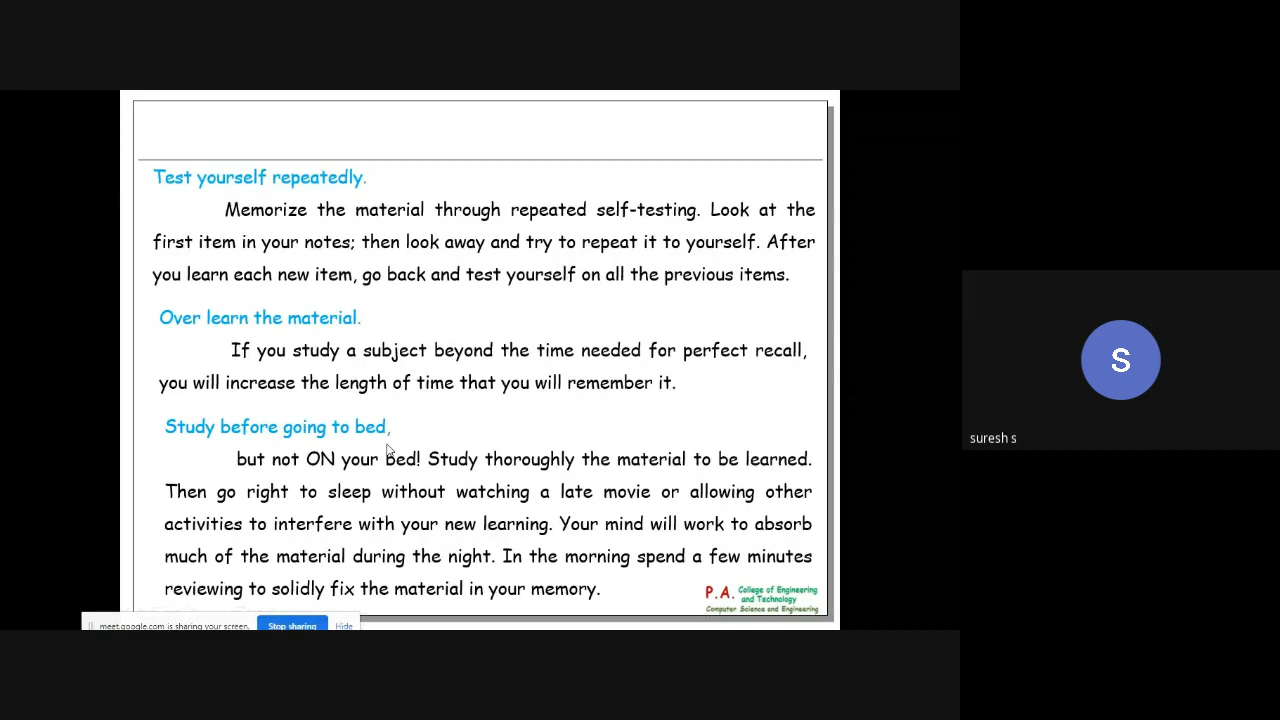 Test yourself repeatedly.
Memorize the material through repeated self-testing. Look at the
first item in your notes; then look away and try to repeat it to yourself. After
you learn each new item, go back and test yourself on all the previous items.
Over learn the material.
If you study a subject beyond the time needed for perfect recall,
you will increase the length of time that you will remember it.
Study before going to bed,
but not ON your bed! Study thoroughly the material to be learned.
Then go right to sleep without watching a late movie or allowing other
activities to interfere with your new learning. Your mind will work to absorb
much of the material during the night. In the morning spend a few minutes
reviewing to solidly fix the material in your memory.
P.A. College of Engineering
and Technology
Computer Science and Engineering
meet.google.com is sharing your screen. Stop sharing Hide
S
suresh s